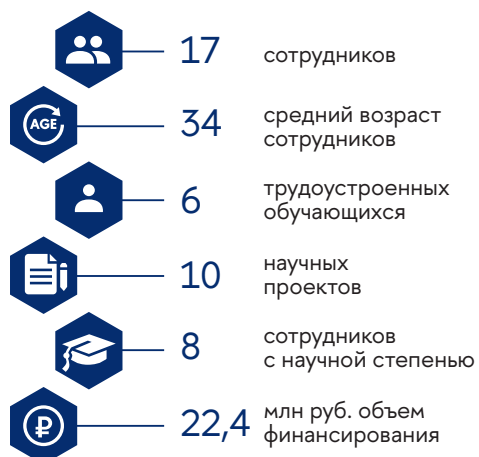 17 сотрудников
AGE 34 средний возраст
сотрудников
6 трудоустроенных
обучающихся
10 научных
проектов
8 сотрудников
с научной степенью
₽ 22,4 млн руб. объем
финансирования